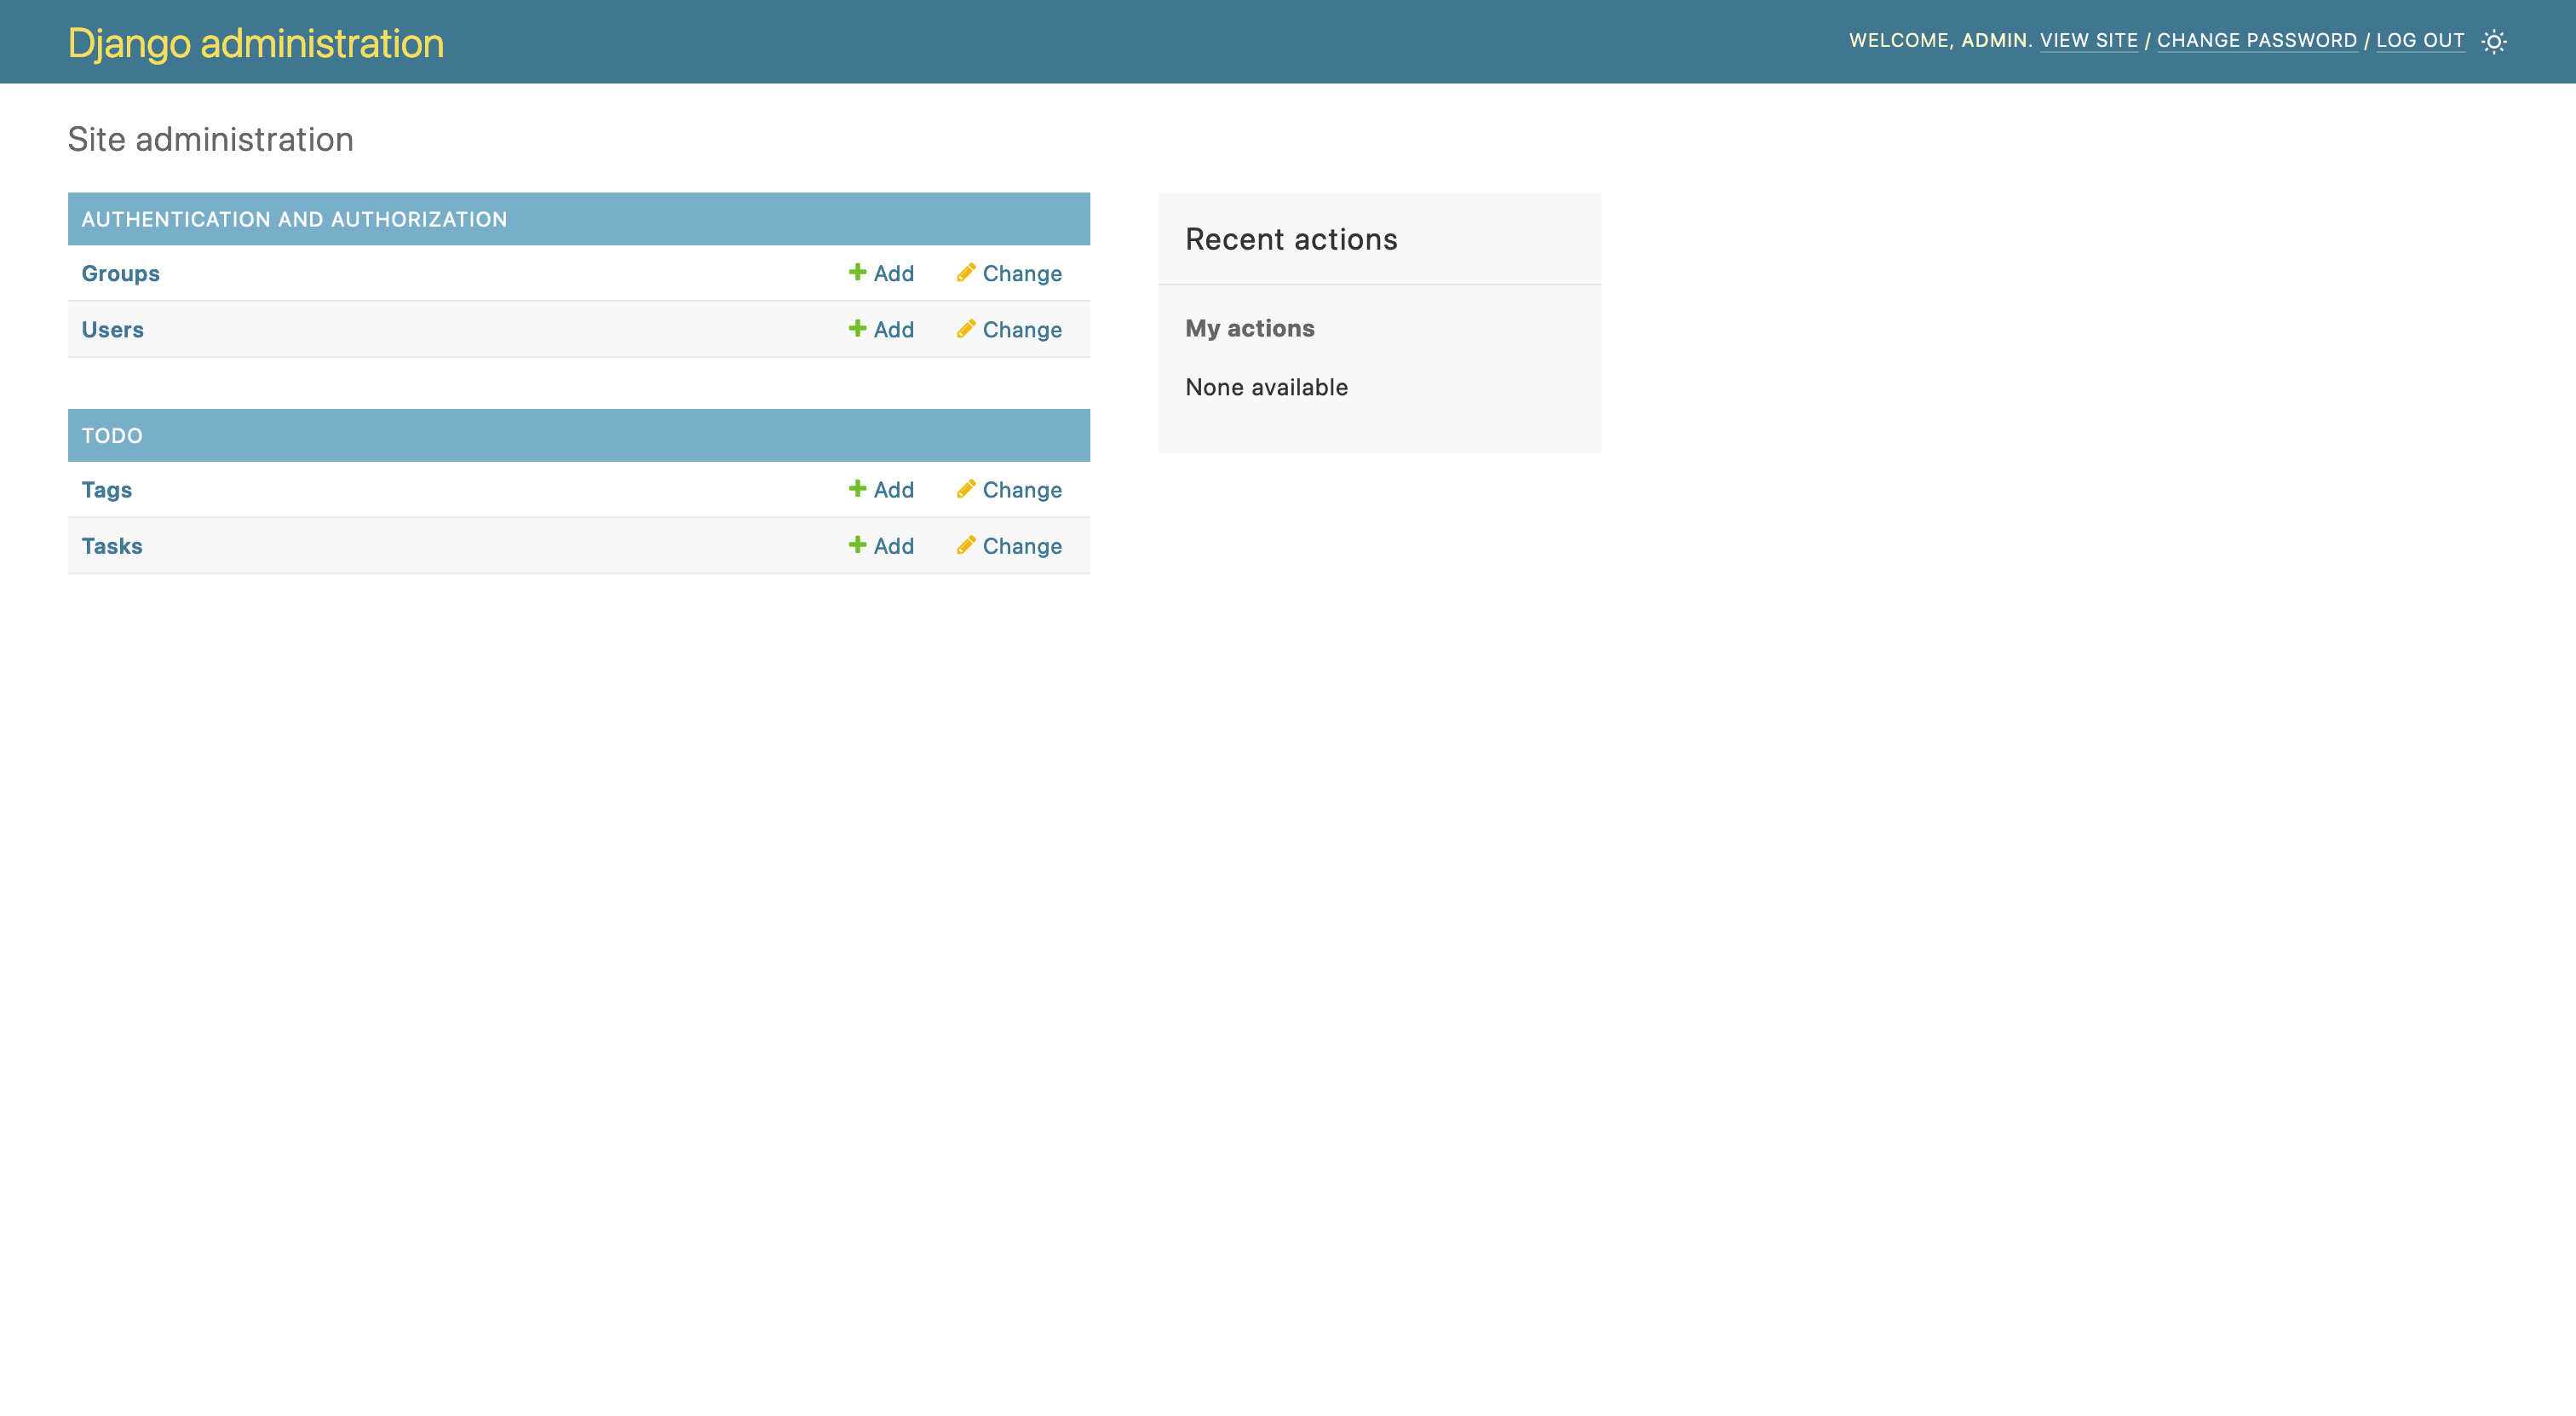 Django administration
WELCOME, ADMIN. VIEW SITE / CHANGE PASSWORD / LOG OUT
Site administration
AUTHENTICATION AND AUTHORIZATION
Groups Add Change
Users Add Change
TODO
Tags Add Change
Tasks Add Change
Recent actions
My actions
None available